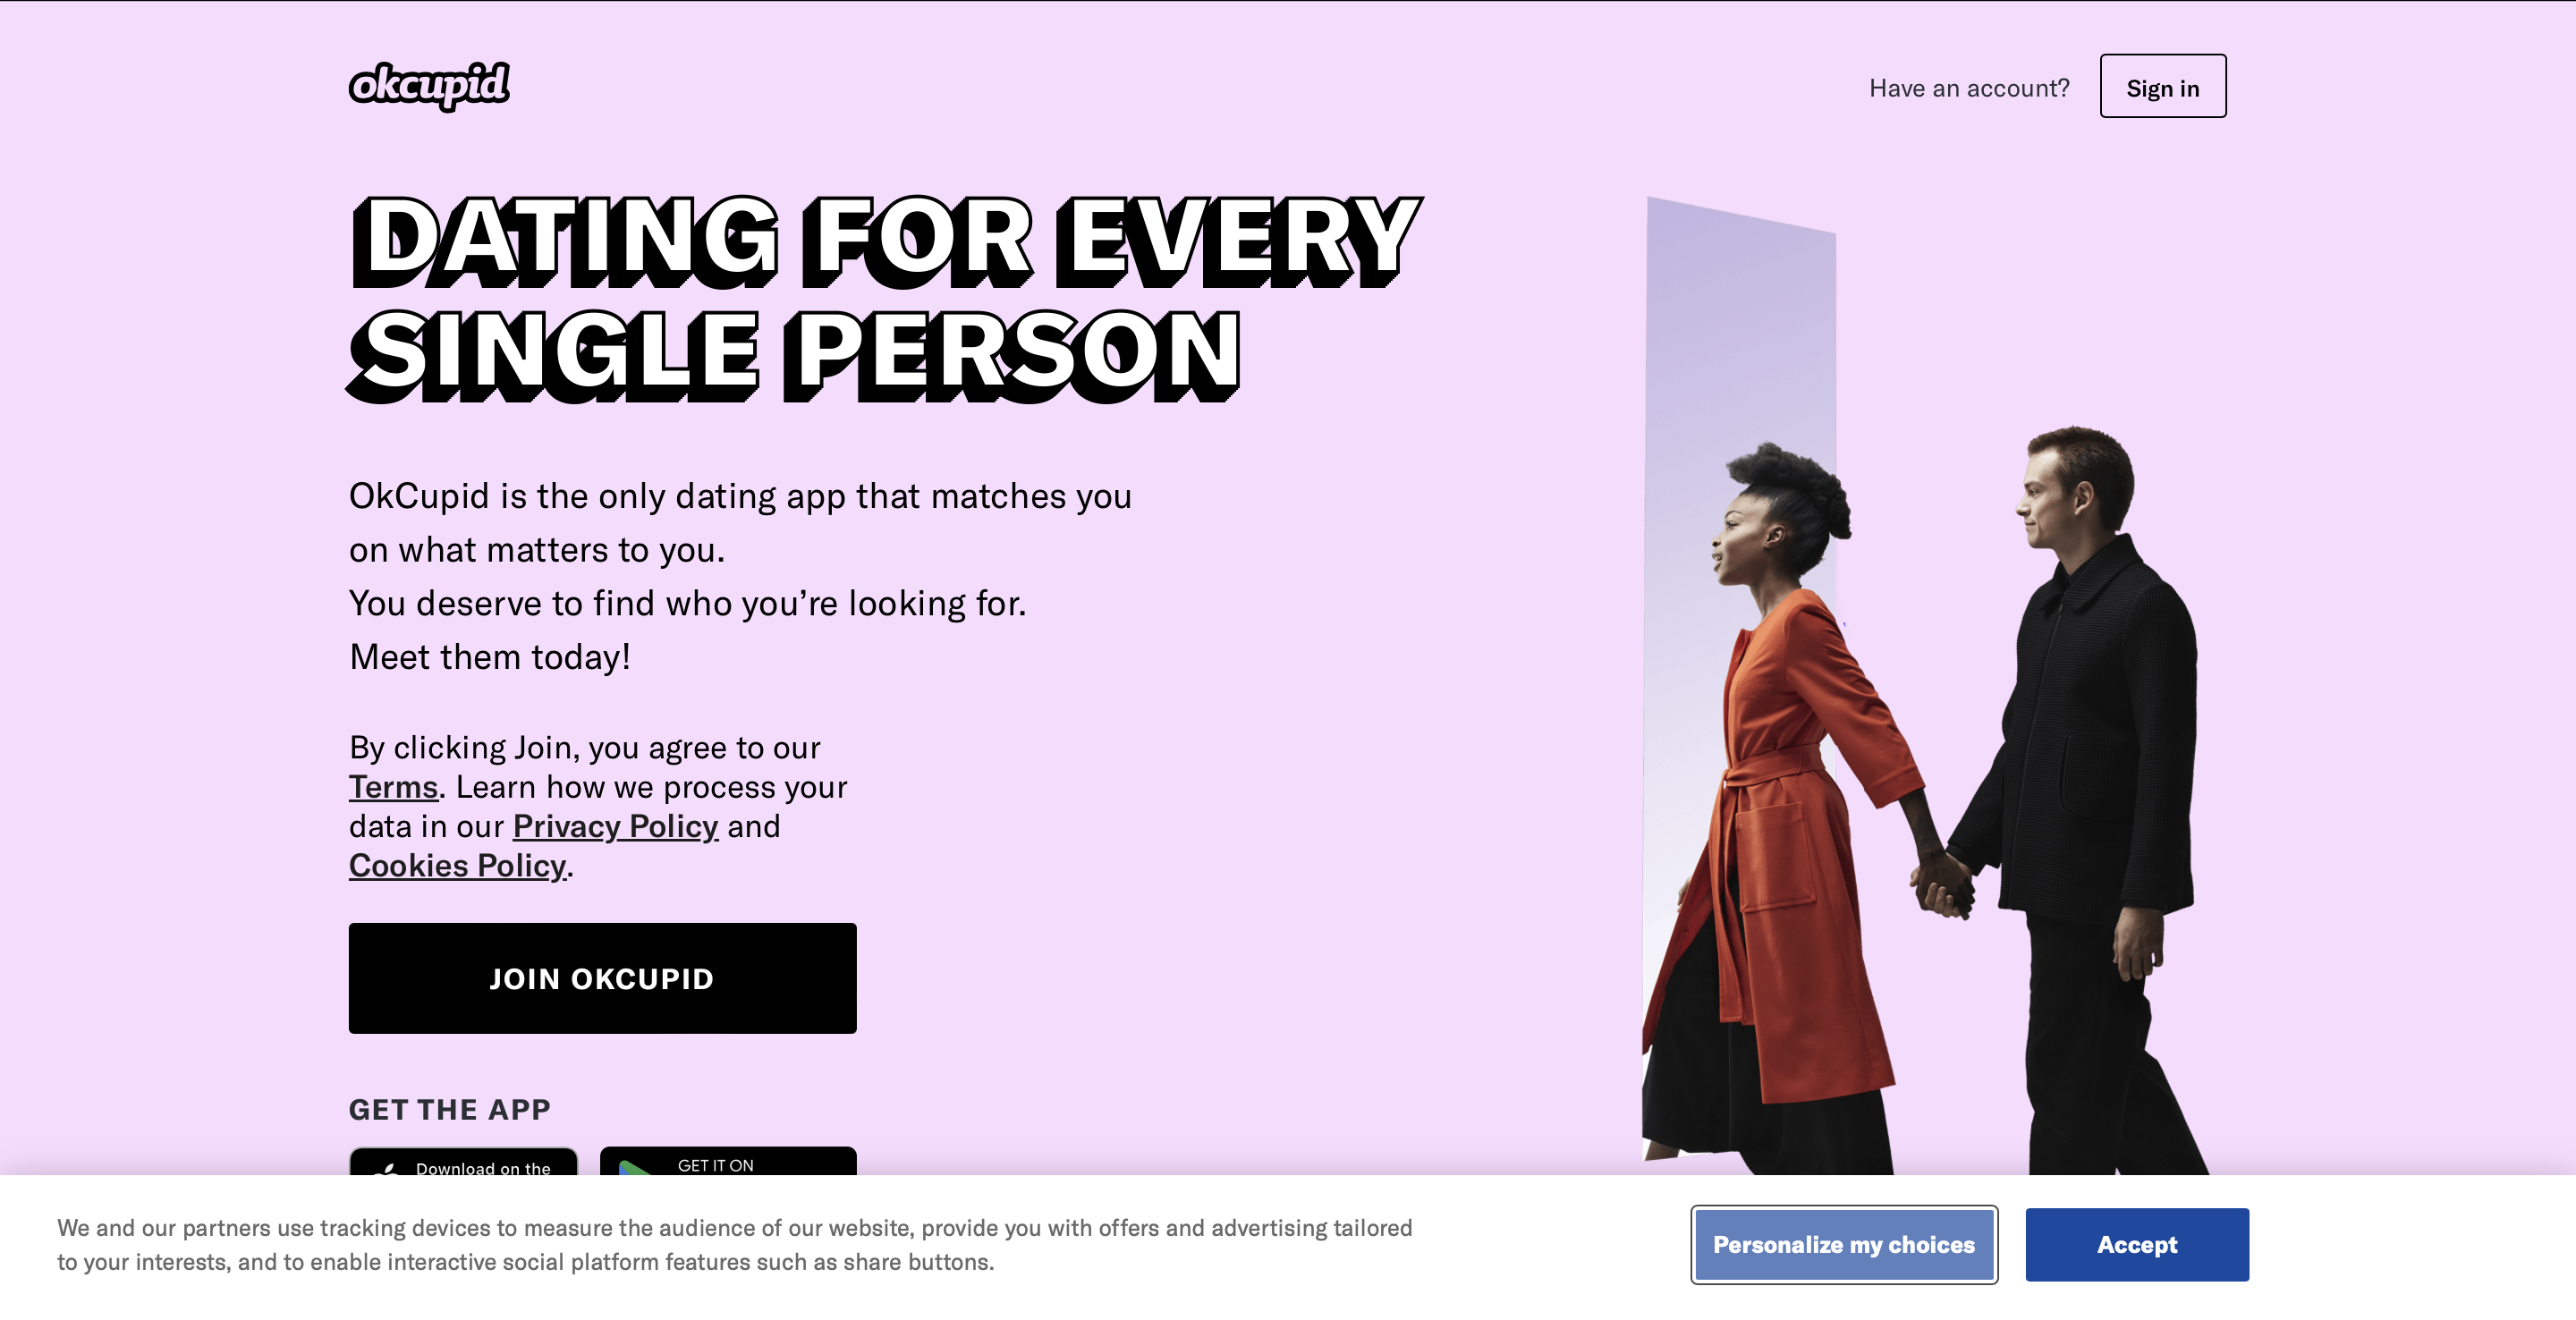 okcupid
Have an account?
Sign in
DATING FOR EVERY
SINGLE PERSON
OkCupid is the only dating app that matches you
on what matters to you.
You deserve to find who you’re looking for.
Meet them today!
By clicking Join, you agree to our
Terms. Learn how we process your
data in our Privacy Policy and
Cookies Policy.
JOIN OKCUPID
GET THE APP
Download on the
GET IT ON
We and our partners use tracking devices to measure the audience of our website, provide you with offers and advertising tailored
to your interests, and to enable interactive social platform features such as share buttons.
Personalize my choices
Accept